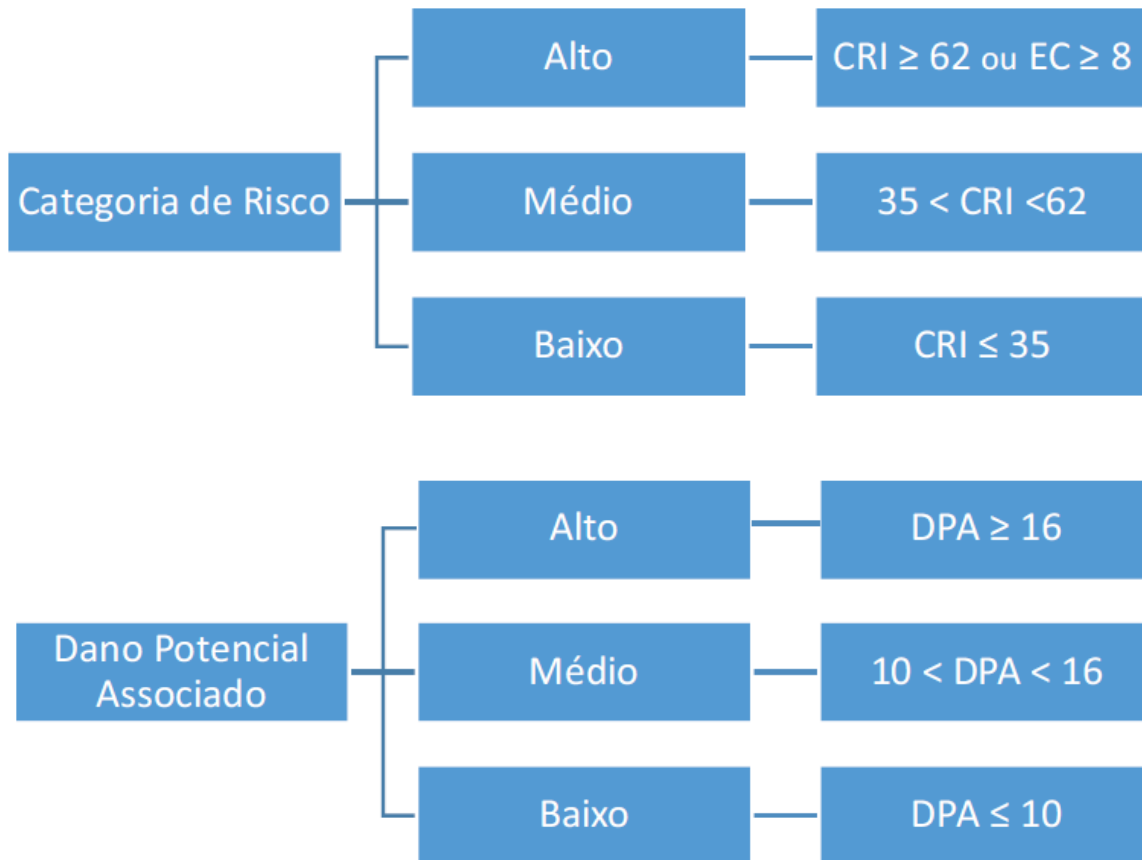 Categoria de Risco
Alto
CRI ≥ 62 ou EC ≥ 8
Médio
35 < CRI <62
Baixo
CRI ≤ 35
Dano Potencial
Associado
Alto
DPA ≥ 16
Médio
10 < DPA < 16
Baixo
DPA ≤ 10